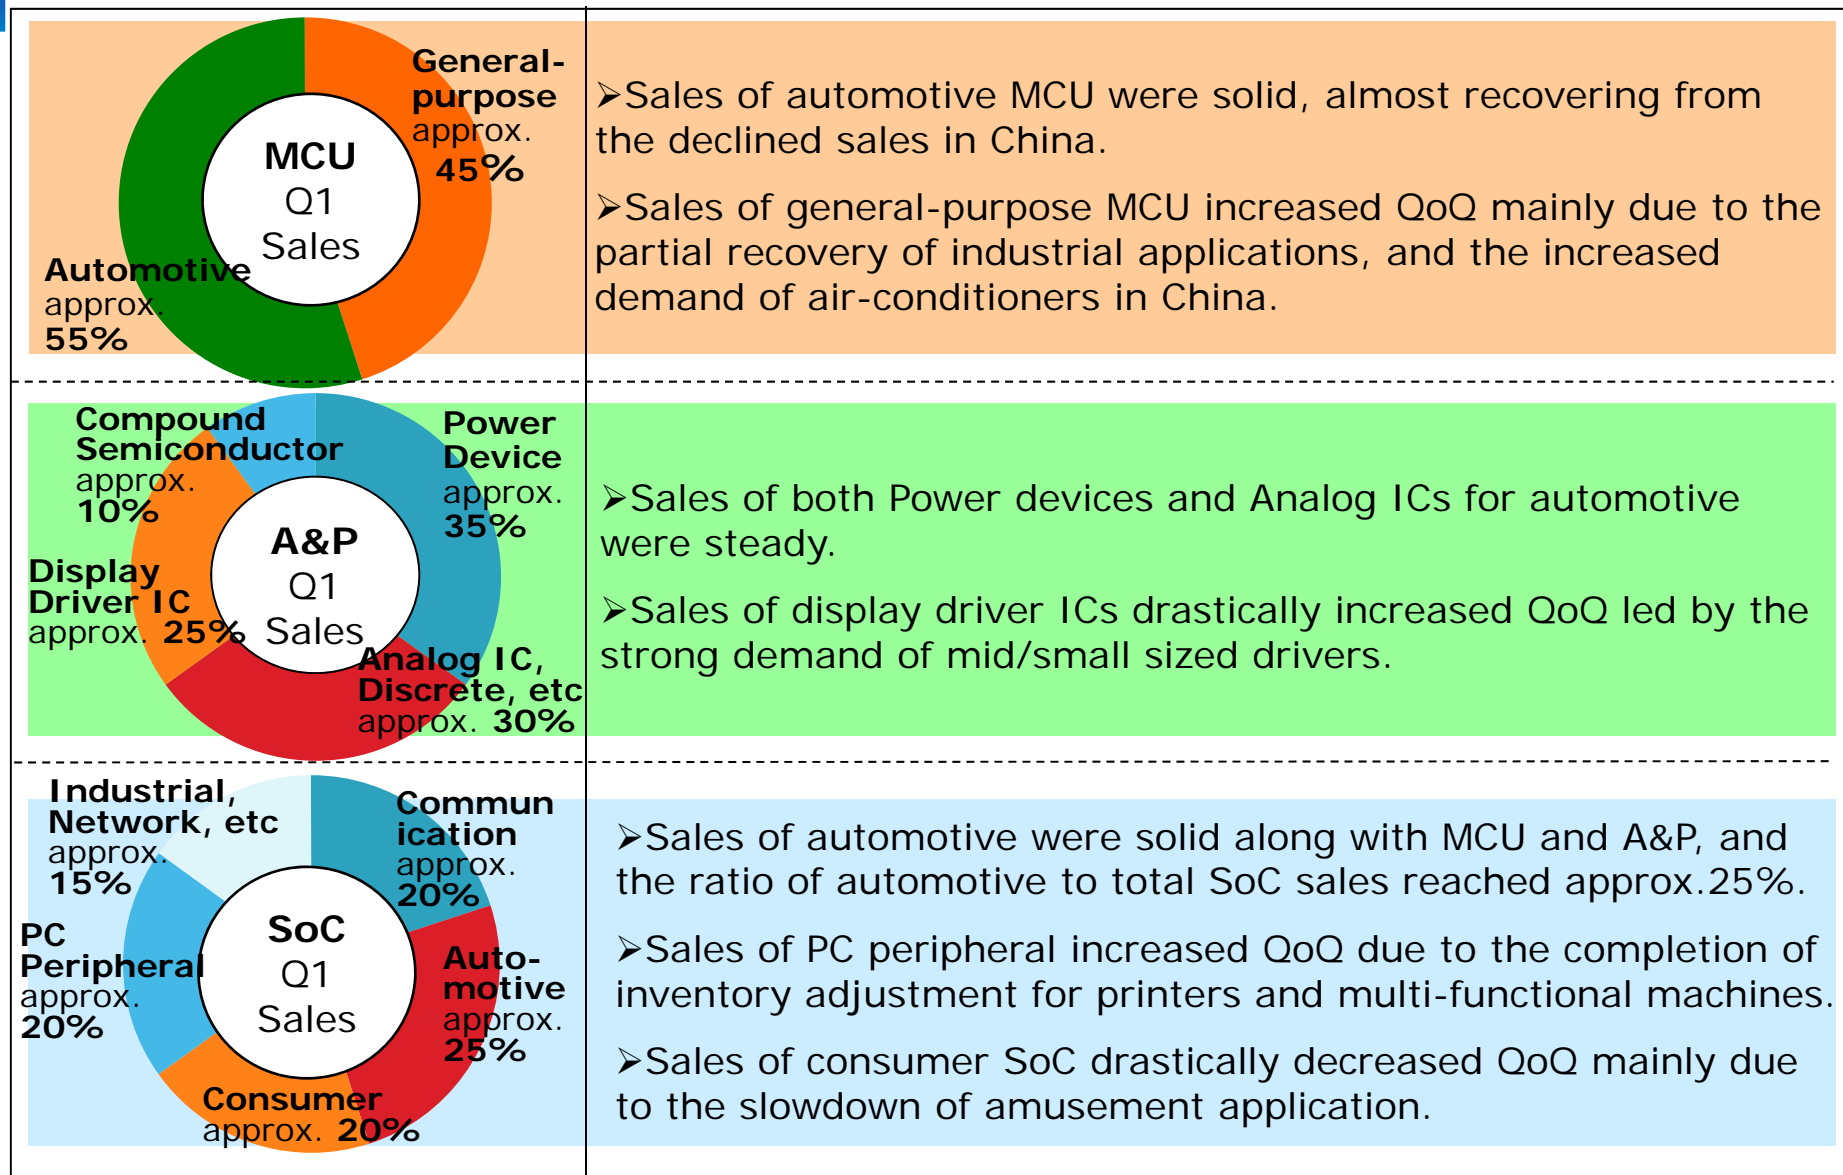 General-
purpose
approx.
45%
MCU
Q1
Sales
Automotive
approx.
55%
➢Sales of automotive MCU were solid, almost recovering from
the declined sales in China.
➢Sales of general-purpose MCU increased QoQ mainly due to the
partial recovery of industrial applications, and the increased
demand of air-conditioners in China.
Compound
Semiconductor
approx.
10%
Power
Device
approx.
35%
A&P
Q1
Sales
Display
Driver IC
approx. 25%
Analog IC,
Discrete, etc
approx. 30%
➢Sales of both Power devices and Analog ICs for automotive
were steady.
➢Sales of display driver ICs drastically increased QoQ led by the
strong demand of mid/small sized drivers.
Industrial,
Network, etc
approx.
15%
Commun
ication
approx.
20%
SoC
Q1
Sales
PC
Peripheral
approx.
20%
Auto-
motive
approx.
25%
Consumer
approx. 20%
➢Sales of automotive were solid along with MCU and A&P, and
the ratio of automotive to total SoC sales reached approx.25%.
➢Sales of PC peripheral increased QoQ due to the completion of
inventory adjustment for printers and multi-functional machines.
➢Sales of consumer SoC drastically decreased QoQ mainly due
to the slowdown of amusement application.